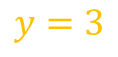 y = 3